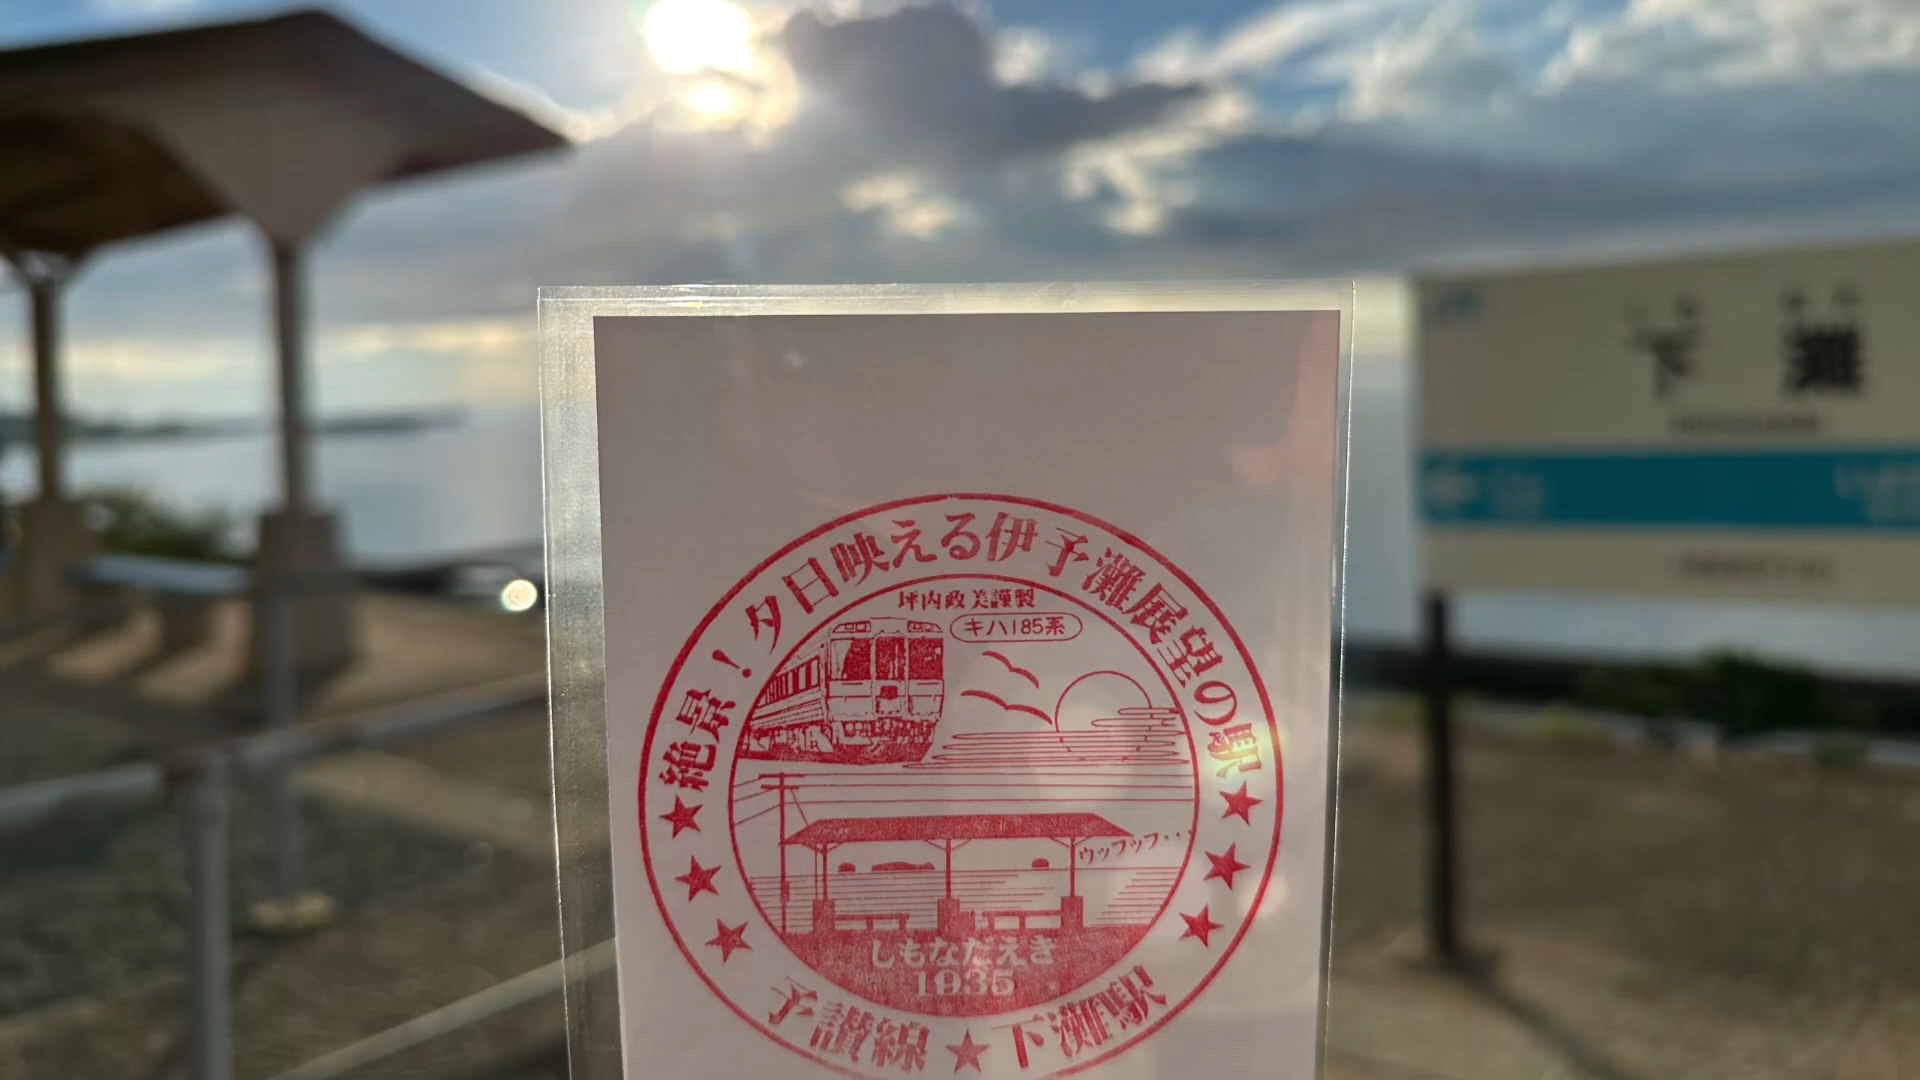 下灘
絶景！夕日映える伊予灘展望の駅
坪内政美謹製
キハ185系
ウッフッフ・・・
しもなだえき
1935
予讃線★下灘駅